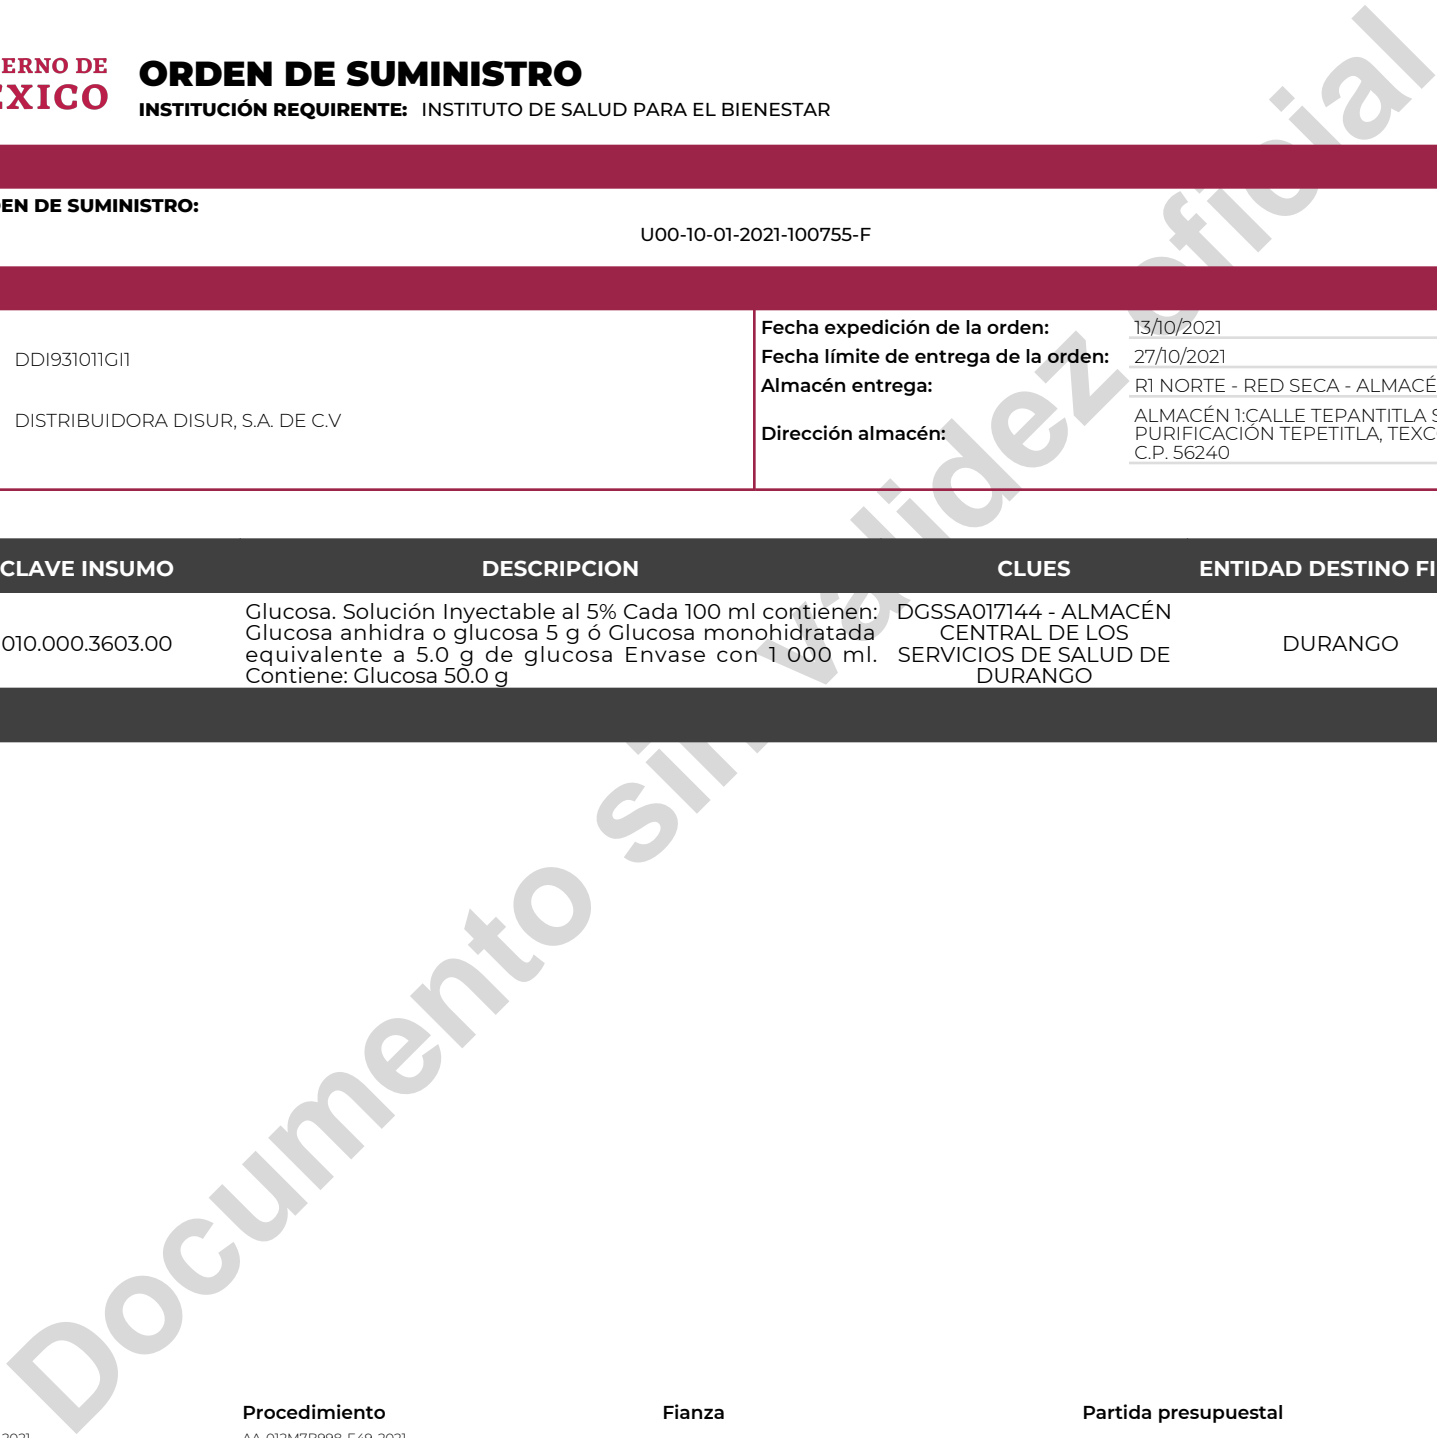 ERNO DE
EXICO
ORDEN DE SUMINISTRO
INSTITUCIÓN REQUIRENTE: INSTITUTO DE SALUD PARA EL BIENESTAR
EN DE SUMINISTRO:
U00-10-01-2021-100755-F
DDI931011GI1
DISTRIBUIDORA DISUR, S.A. DE C.V
Fecha expedición de la orden: 13/10/2021
Fecha límite de entrega de la orden: 27/10/2021
Almacén entrega: R1 NORTE - RED SECA - ALMACÉ
Dirección almacén:
ALMACÉN 1:CALLE TEPANTITLA S
PURIFICACIÓN TEPETITLA, TEXC
C.P. 56240
CLAVE INSUMO DESCRIPCION CLUES ENTIDAD DESTINO FI
010.000.3603.00
Glucosa. Solución Inyectable al 5% Cada 100 ml contienen:
Glucosa anhidra o glucosa 5 g ó Glucosa monohidratada
equivalente a 5.0 g de glucosa Envase con 1 000 ml.
Contiene: Glucosa 50.0 g
DGSSA017144 - ALMACÉN
CENTRAL DE LOS
SERVICIOS DE SALUD DE
DURANGO
DURANGO
Documento sin validez oficial
Procedimiento Fianza Partida presupuestal